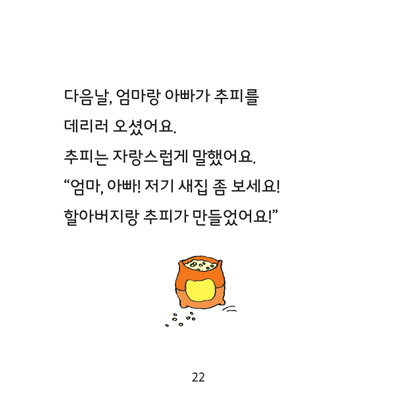 다음날, 엄마랑 아빠가 추피를
데리러 오셨어요.
추피는 자랑스럽게 말했어요.
“엄마, 아빠! 저기 새집 좀 보세요!
할아버지랑 추피가 만들었어요!”
22